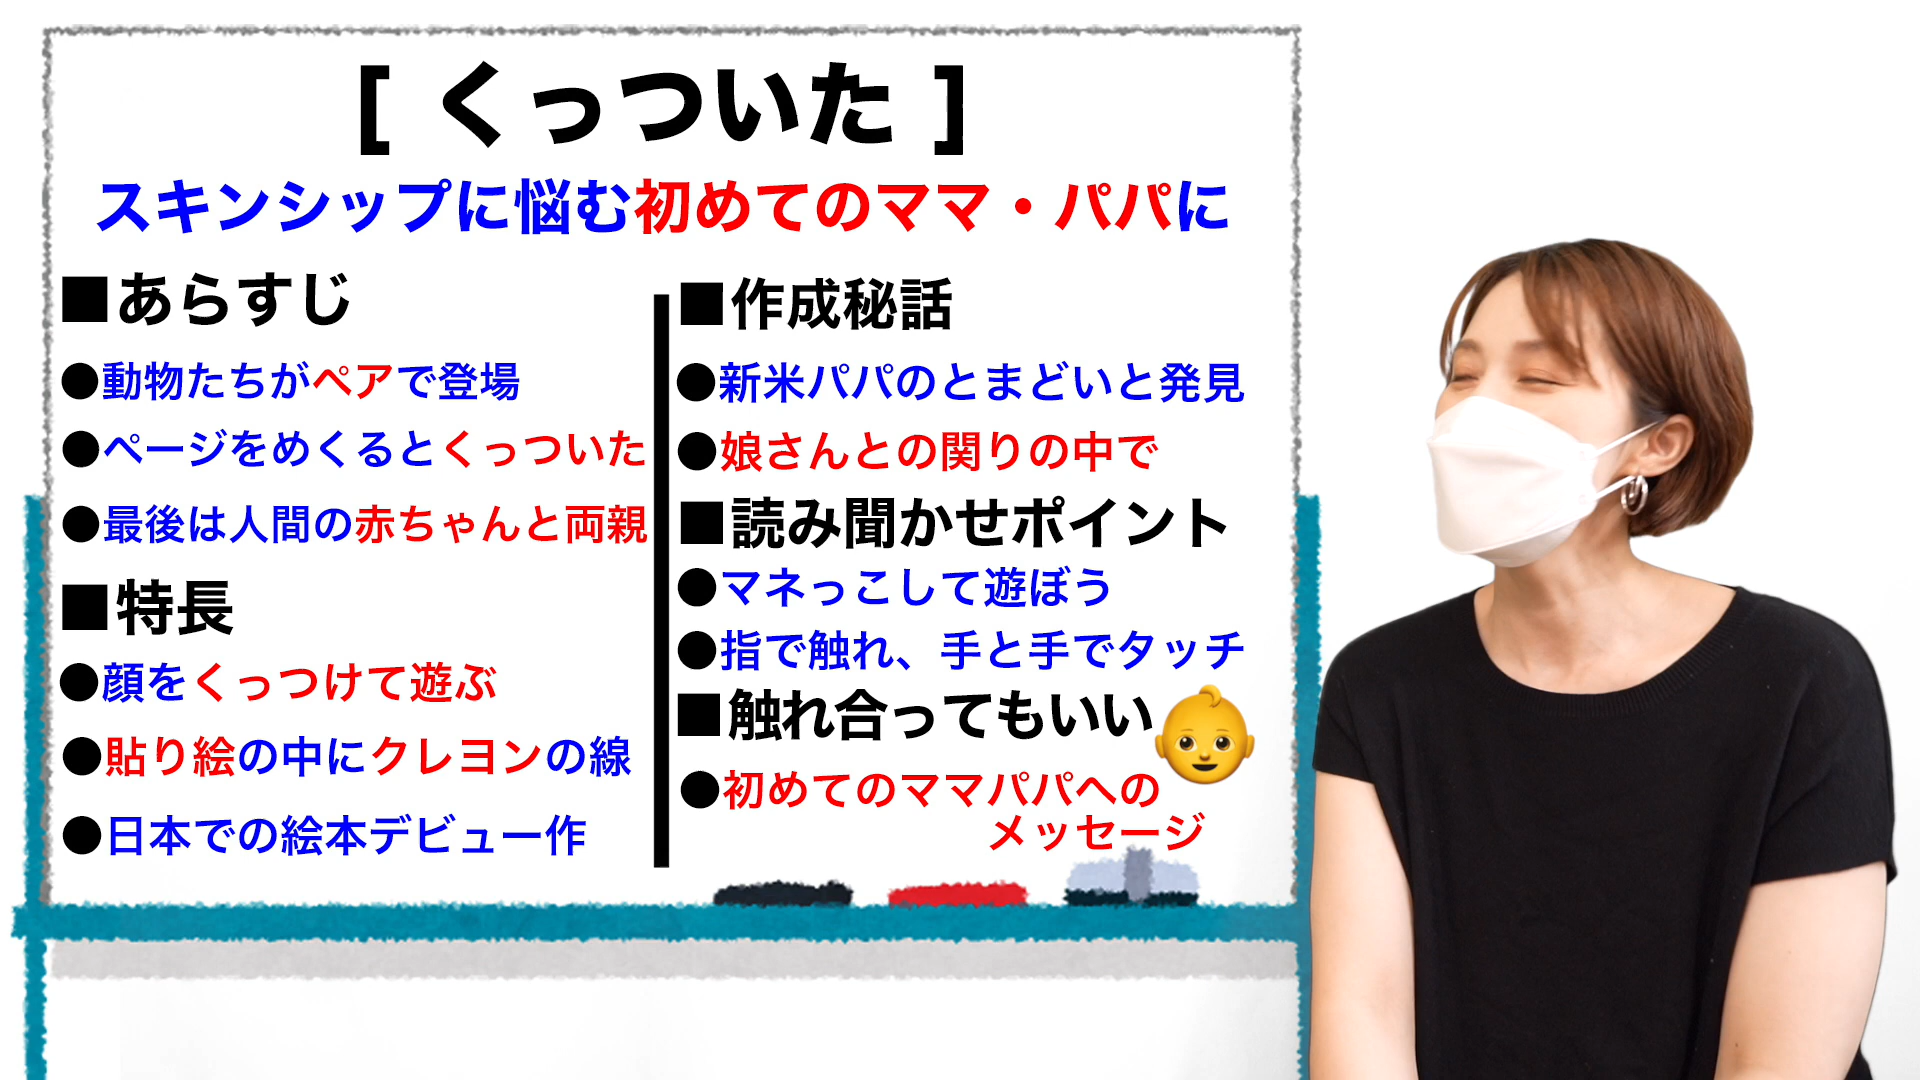 [ くっついた ]
スキンシップに悩む初めてのママ・パパに
■あらすじ
●動物たちがペアで登場
●ページをめくるとくっついた
●最後は人間の赤ちゃんと両親
■特長
●顔をくっつけて遊ぶ
●貼り絵の中にクレヨンの線
●日本での絵本デビュー作
■作成秘話
●新米パパのとまどいと発見
●娘さんとの関りの中で
■読み聞かせポイント
●マネっこして遊ぼう
●指で触れ、手と手でタッチ
■触れ合ってもいい
●初めてのママパパへの
メッセージ